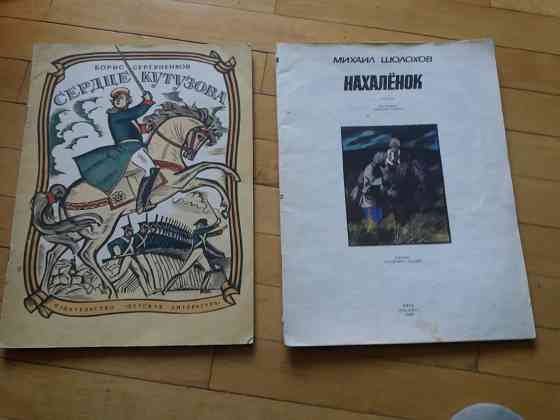 БОРИС СЕРГУНЕНКОВ
СЕРДЦЕ КУТУЗОВА
ИЗДАТЕЛЬСТВО "ДЕТСКАЯ ЛИТЕРАТУРА"
МИХАИЛ ШОЛОХОВ
НАХАЛЁНОК